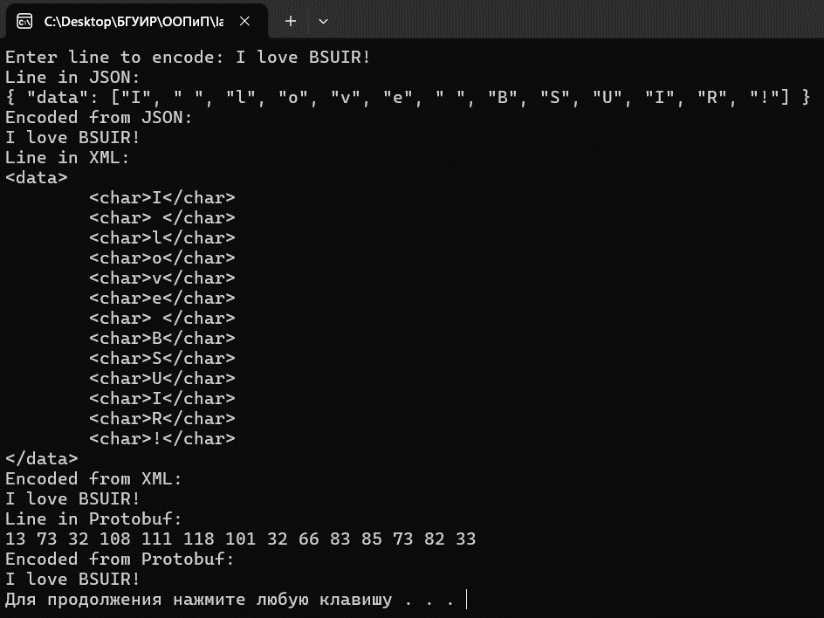 C:\Desktop\БГУИР\ООПиП\la
Enter line to encode: I love BSUIR!
Line in JSON:
{ "data": ["I", " ", "l", "o", "v", "e", " ", "B", "S", "U", "I", "R", "!"] }
Encoded from JSON:
I love BSUIR!
Line in XML:
<data>
<char>I</char>
<char> </char>
<char>l</char>
<char>o</char>
<char>v</char>
<char>e</char>
<char> </char>
<char>B</char>
<char>S</char>
<char>U</char>
<char>I</char>
<char>R</char>
<char>!</char>
</data>
Encoded from XML:
I love BSUIR!
Line in Protobuf:
13 73 32 108 111 118 101 32 66 83 85 73 82 33
Encoded from Protobuf:
I love BSUIR!
Для продолжения нажмите любую клавишу . . .